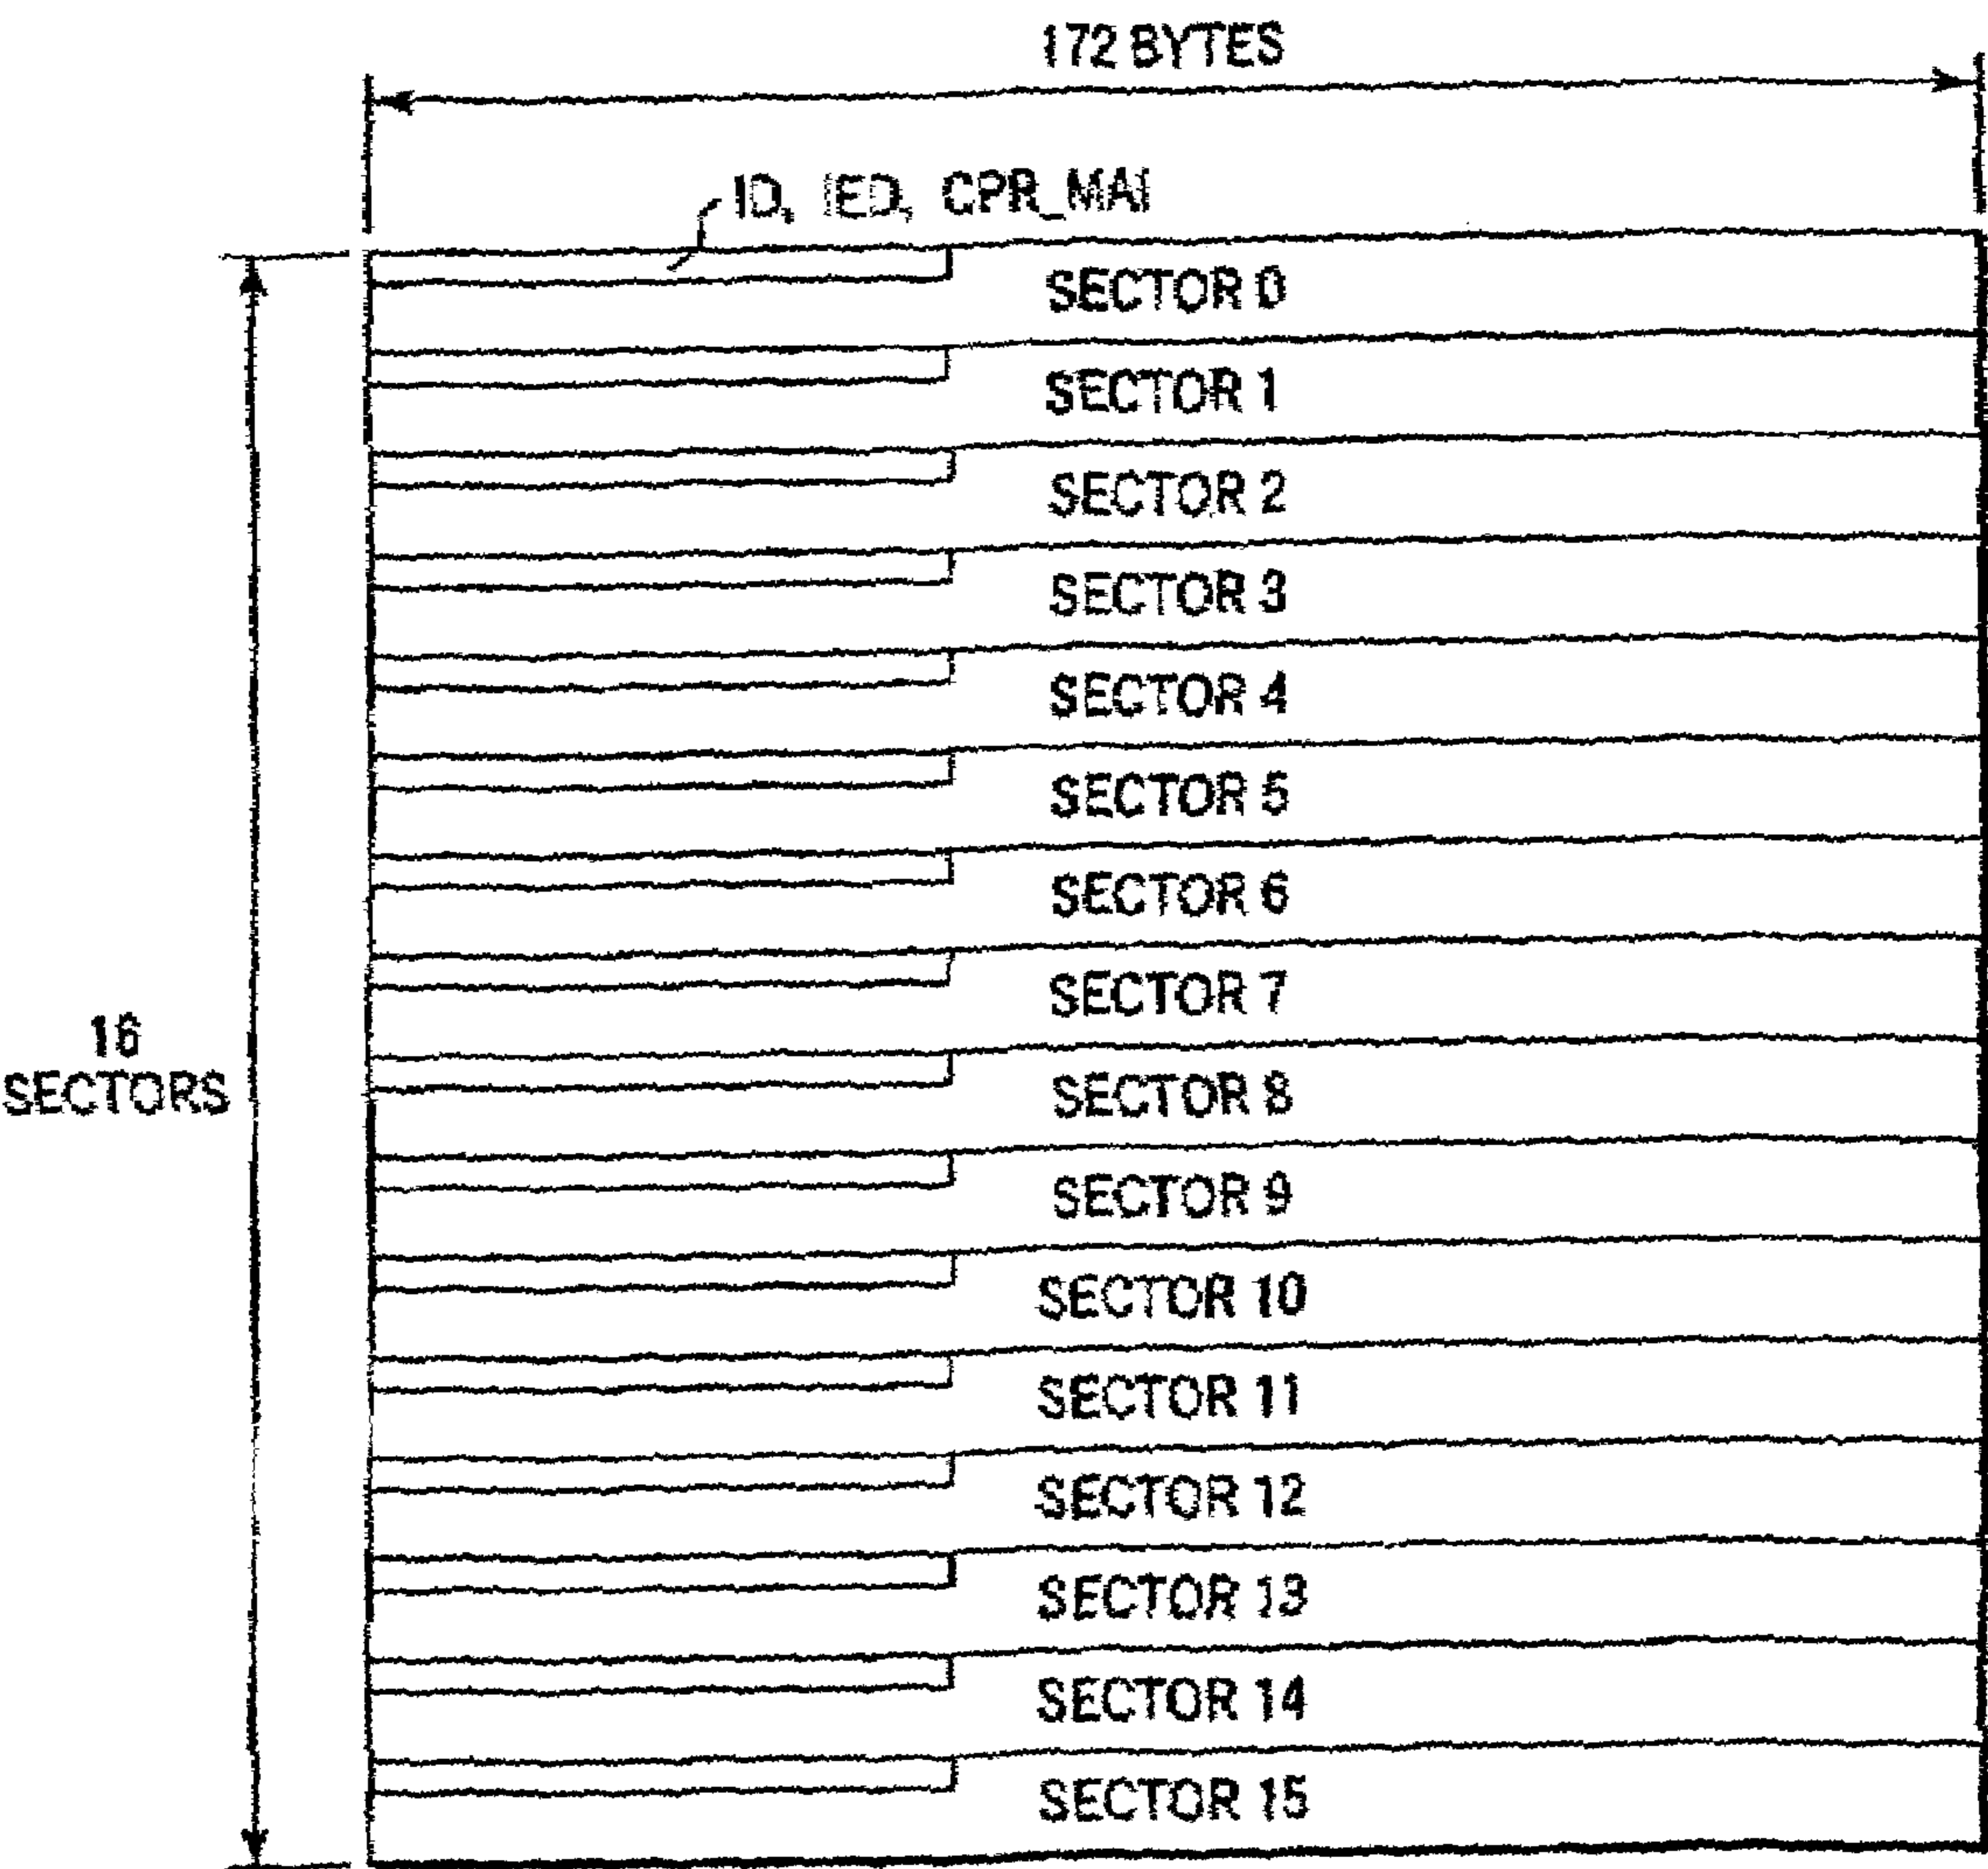 172 BYTES
ID, IED, CPR_MAI
SECTOR 0
SECTOR 1
SECTOR 2
SECTOR 3
SECTOR 4
SECTOR 5
SECTOR 6
SECTOR 7
16
SECTORS
SECTOR 8
SECTOR 9
SECTOR 10
SECTOR 11
SECTOR 12
SECTOR 13
SECTOR 14
SECTOR 15